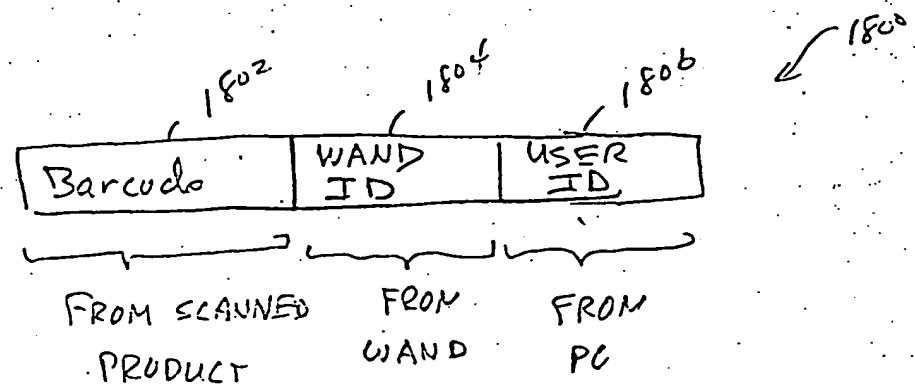 1800
1802 1804 1806
Barcode WAND ID USER ID
FROM SCANNED PRODUCT
FROM WAND
FROM PC